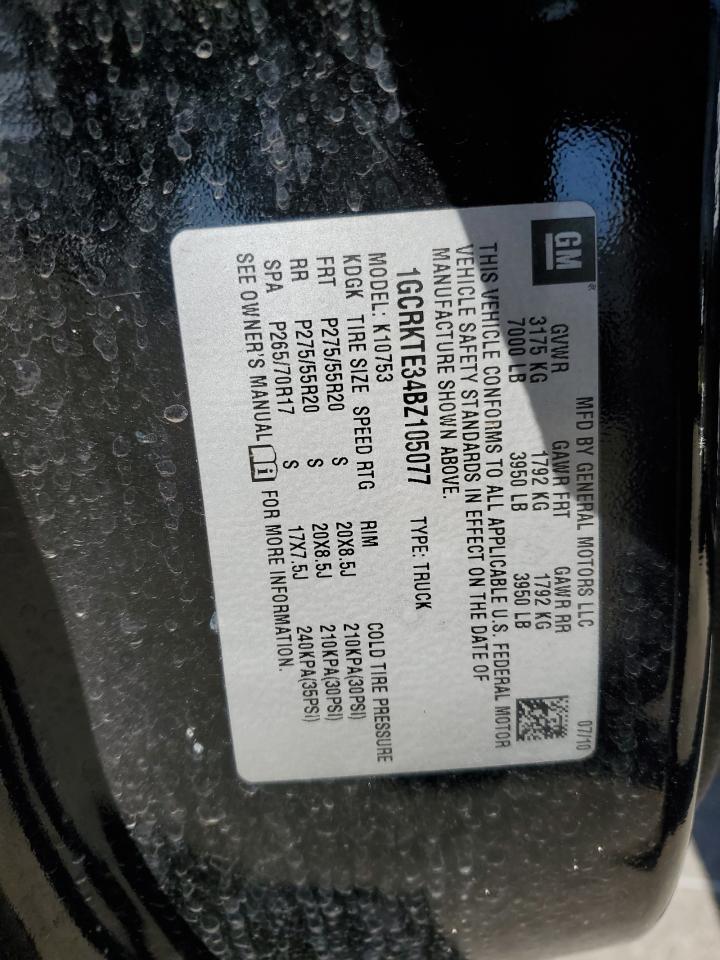 GM ®
MFD BY GENERAL MOTORS LLC 07/10
GVWR GAWR FRT GAWR RR
3175 KG 1792 KG 1792 KG
7000 LB 3950 LB 3950 LB
THIS VEHICLE CONFORMS TO ALL APPLICABLE U.S. FEDERAL MOTOR
VEHICLE SAFETY STANDARDS IN EFFECT ON THE DATE OF
MANUFACTURE SHOWN ABOVE.
1GCRKTE34BZ105077 TYPE: TRUCK
MODEL: K10753
KDGK TIRE SIZE SPEED RTG RIM COLD TIRE PRESSURE
FRT P275/55R20 S 20X8.5J 210KPA(30PSI)
RR P275/55R20 S 20X8.5J 210KPA(30PSI)
SPA P265/70R17 S 17X7.5J 240KPA(35PSI)
SEE OWNER'S MANUAL i FOR MORE INFORMATION.